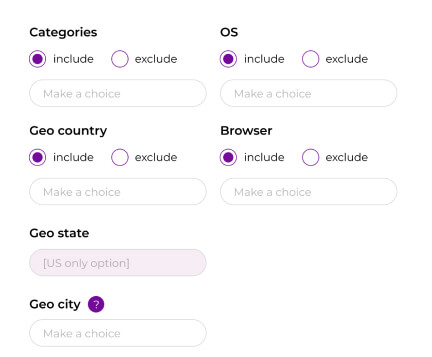 Categories
OS
include exclude
include exclude
Make a choice
Make a choice
Geo country
Browser
include exclude
include exclude
Make a choice
Make a choice
Geo state
[US only option]
Geo city ?
Make a choice